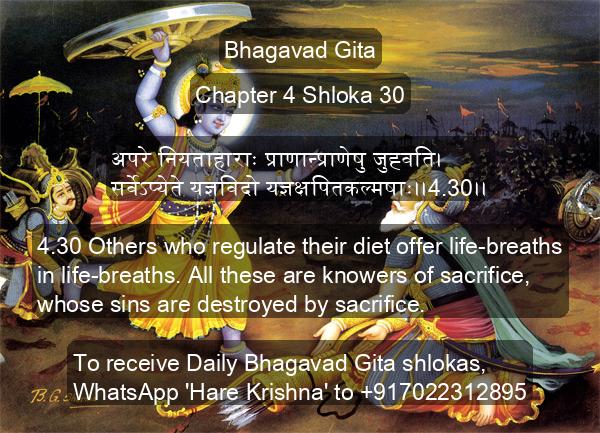 Bhagavad Gita
Chapter 4 Shloka 30
अपरे नियताहाराः प्राणान्प्राणेषु जुह्वति।
सर्वेऽप्येते यज्ञविदो यज्ञक्षपितकल्मषाः।।4.30।।
4.30 Others who regulate their diet offer life-breaths
in life-breaths. All these are knowers of sacrifice,
whose sins are destroyed by sacrifice.
To receive Daily Bhagavad Gita shlokas,
WhatsApp 'Hare Krishna' to +917022312895
B.G.